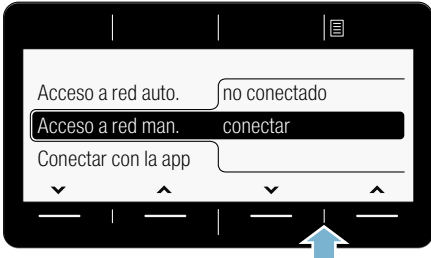 Acceso a red auto. no conectado
Acceso a red man. conectar
Conectar con la app